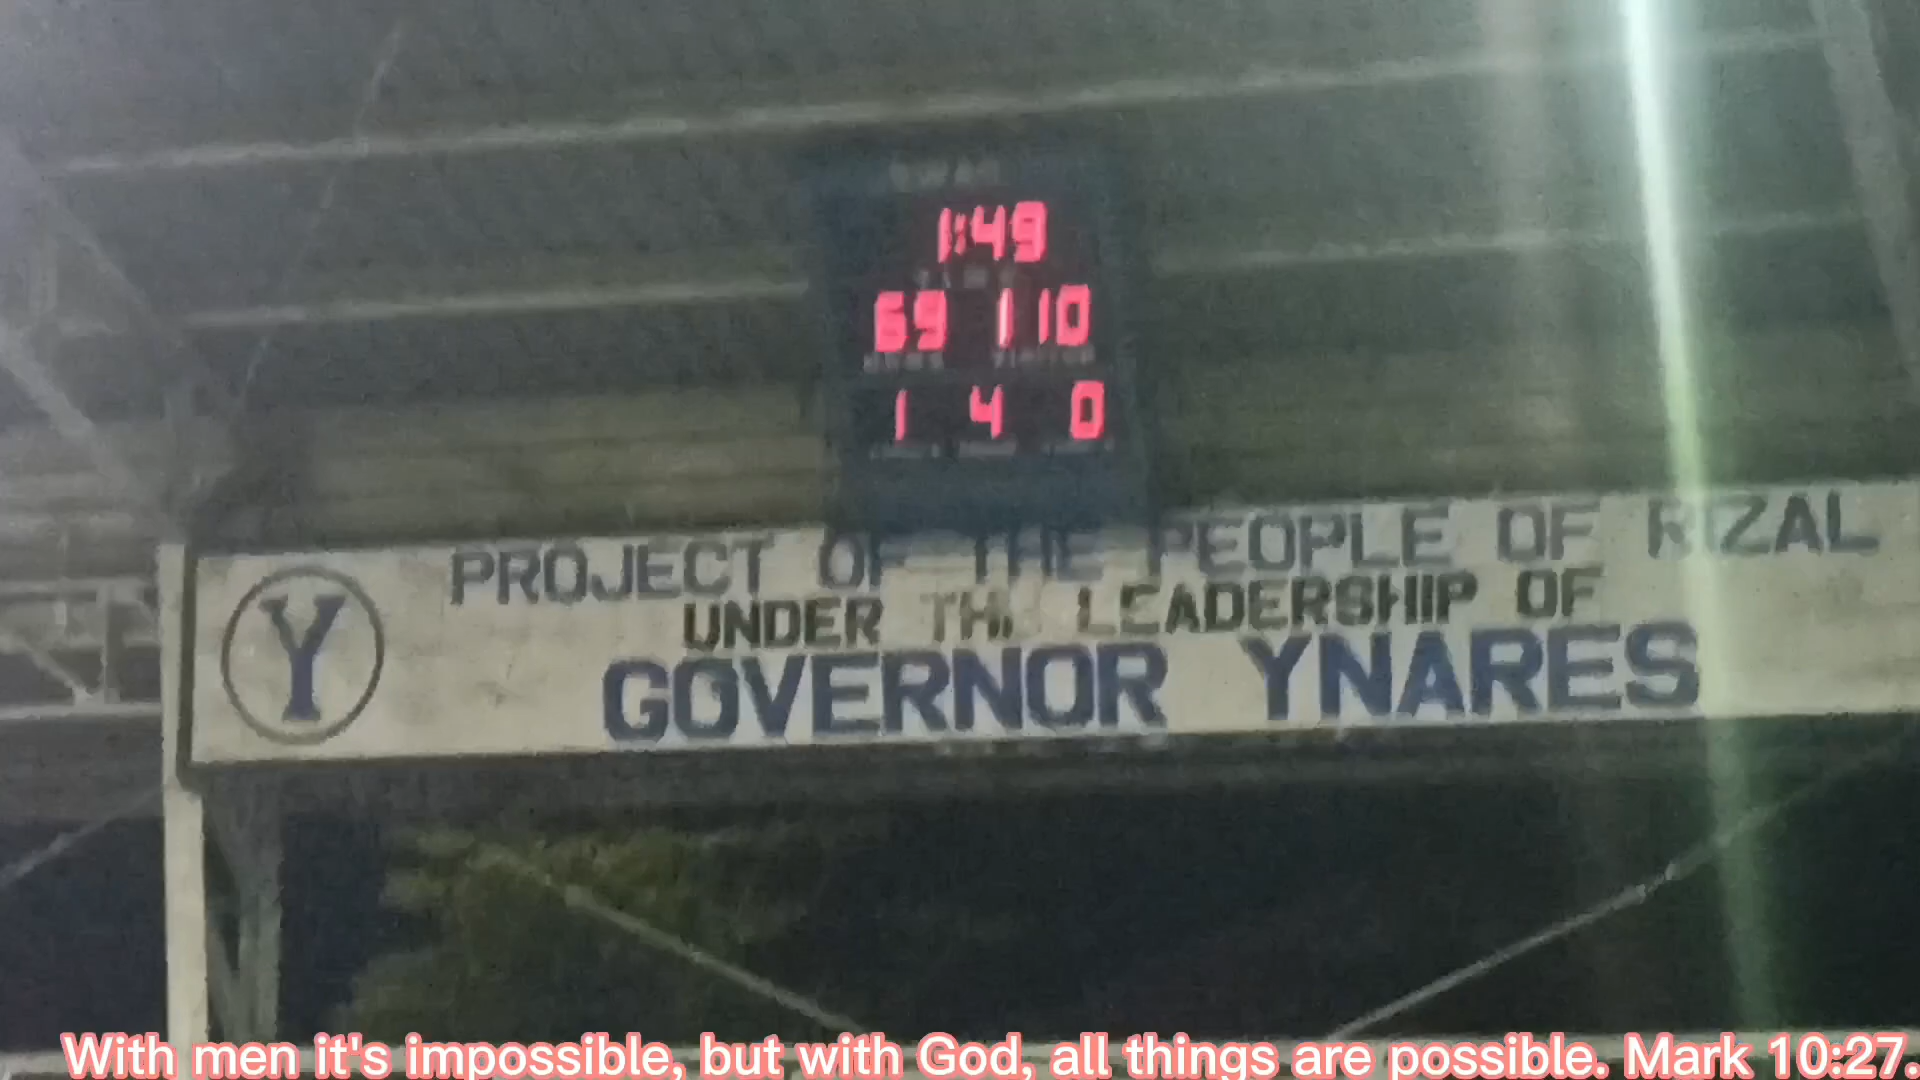 1:49
69 110
1 4 0
PROJECT OF THE PEOPLE OF RIZAL
UNDER THE LEADERSHIP OF
GOVERNOR YNARES
Y
With men it's impossible, but with God, all things are possible. Mark 10:27.